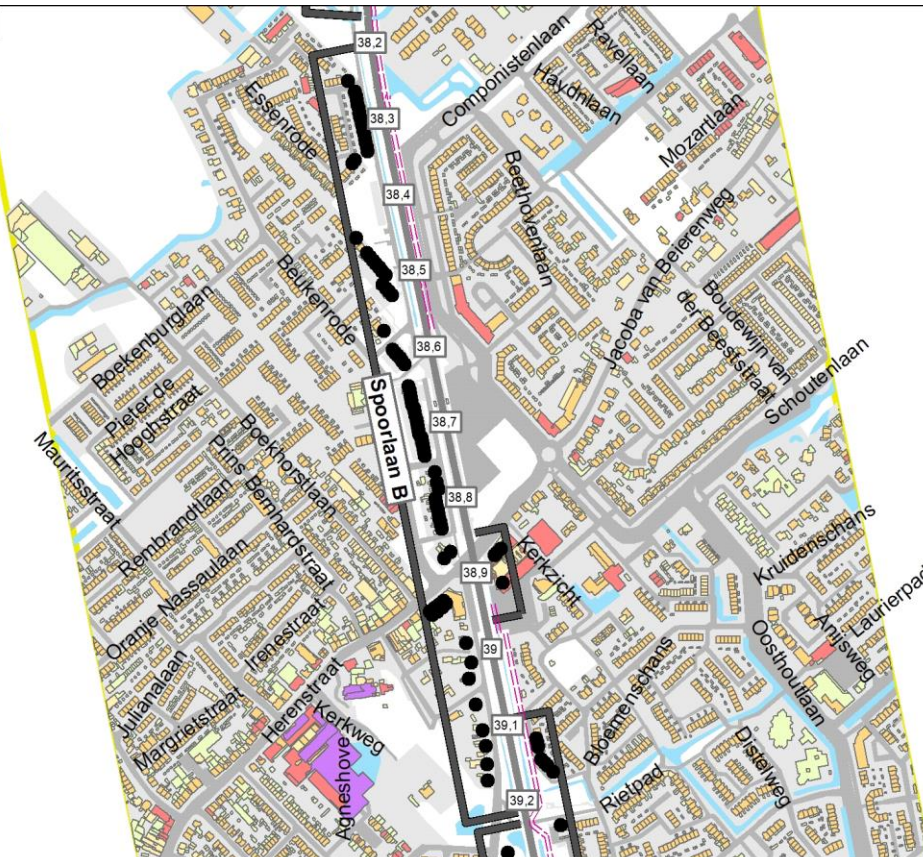 38,2
Ravellaan
Componistenlaan
Haydnlaan
Essenrode
38,3
Mozartlaan
38,4
Beethovenlaan
Jacoba van Beierenweg
38,5
Beukenrode
Boekenburglaan
Boudewijn van
der Beeststraat
38,6
Schoutenlaan
Pieter de
Hooghstraat
Spoorlaan B
38,7
Mauritsstraat
Boekhorstraan
Prins Bernhardstraat
Rembrandtlaan
38,8
Kruidenschans
Kerkzicht
38,9
Oranje Nassaulaan
Irenestraat
Anijsweg
Laurierpad
39
Oosthoutlaan
Julianalaan
Margrietstraat
Herenstraat
Kerkweg
Bloemenschans
39,1
Agneshove
Distelweg
Rietpad
39,2